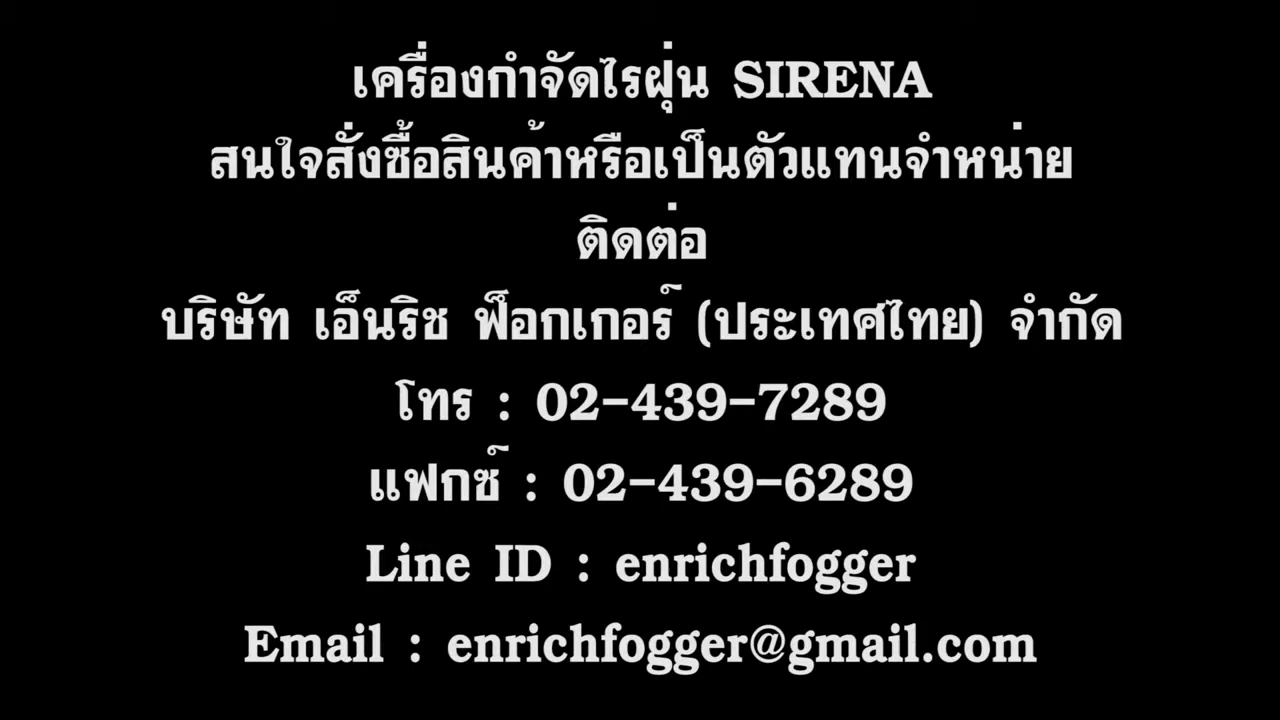 เครื่องกำจัดไรฝุ่น SIRENA
สนใจสั่งซื้อสินค้าหรือเป็นตัวแทนจำหน่าย
ติดต่อ
บริษัท เอ็นริช ฟ็อกเกอร์ (ประเทศไทย) จำกัด
โทร : 02-439-7289
แฟกซ์ : 02-439-6289
Line ID : enrichfogger
Email : enrichfogger@gmail.com